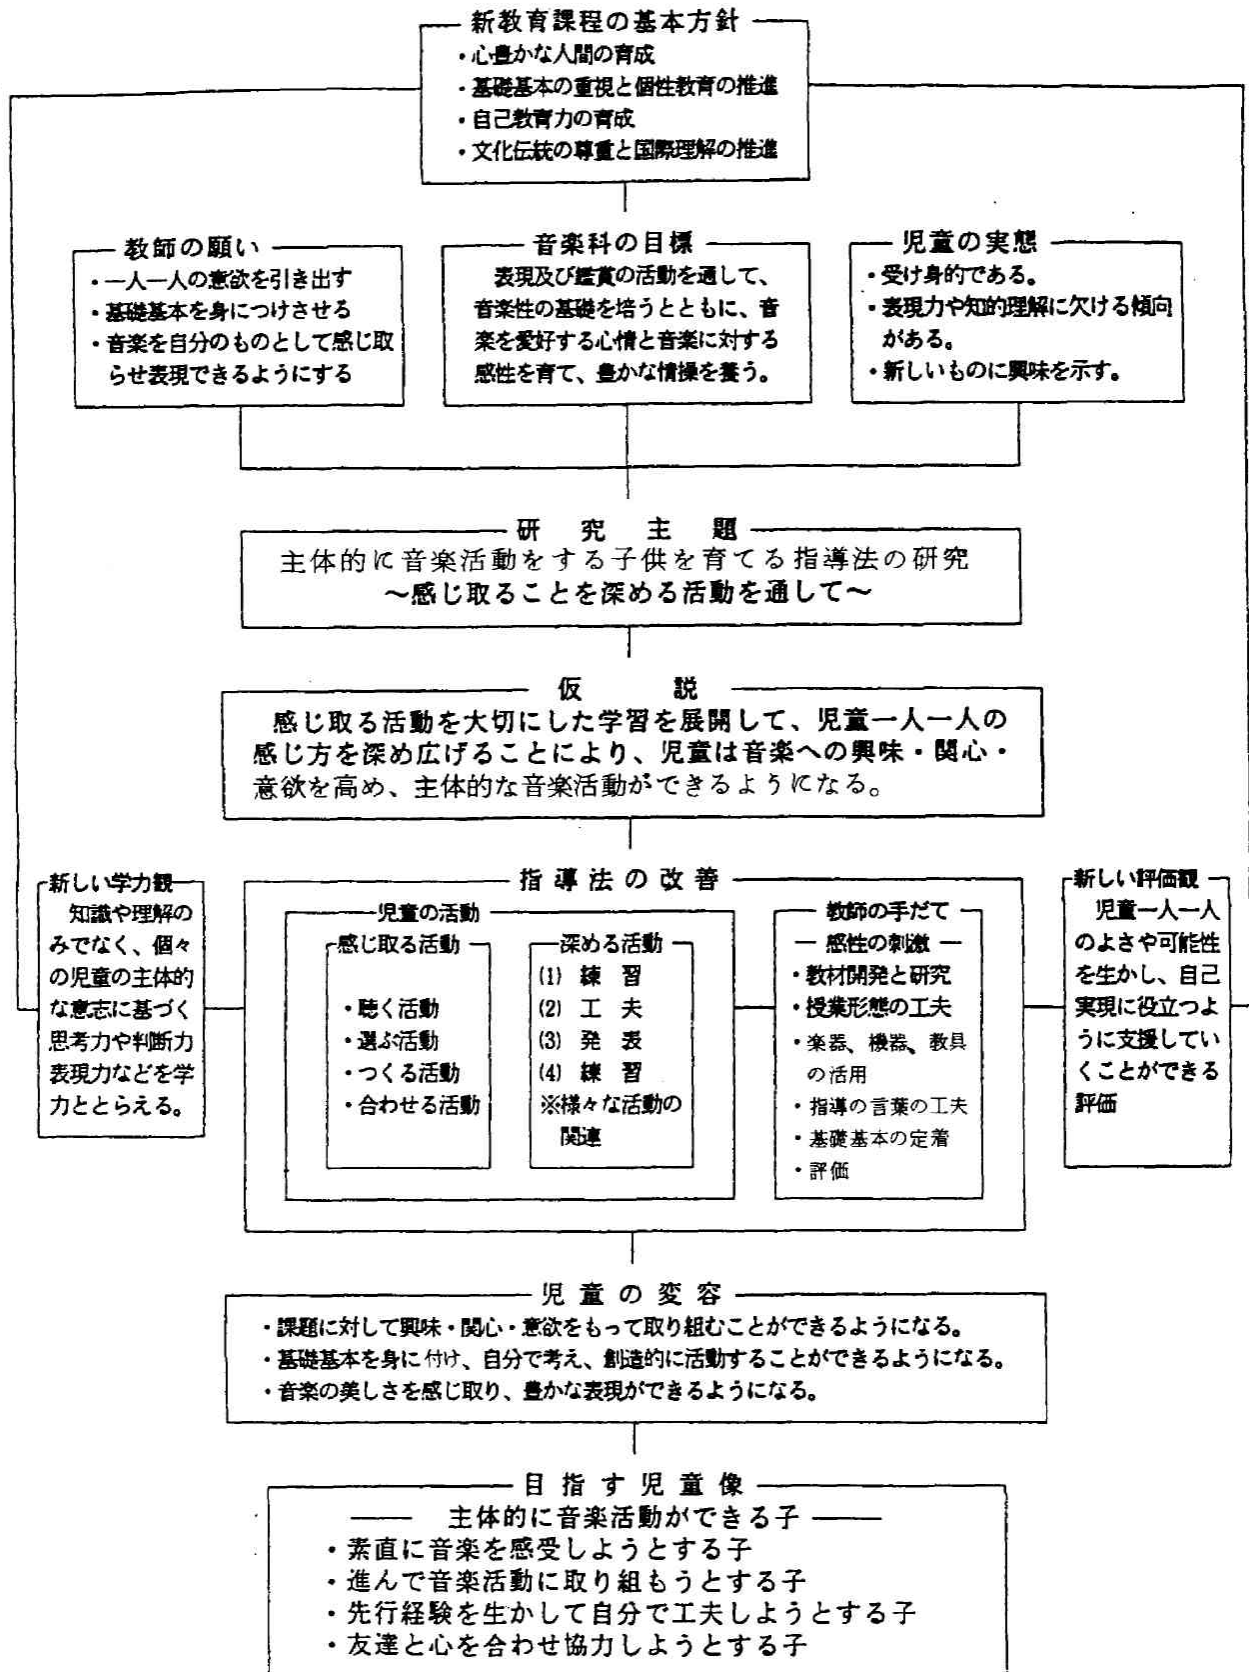 新教育課程の基本方針
・心豊かな人間の育成
・基礎基本の重視と個性教育の推進
・自己教育力の育成
・文化伝統の尊重と国際理解の推進
教師の願い
・一人一人の意欲を引き出す
・基礎基本を身につけさせる
・音楽を自分のものとして感じ取
らせ表現できるようにする
音楽科の目標
表現及び鑑賞の活動を通して、
音楽性の基礎を培うとともに、音
楽を愛好する心情と音楽に対する
感性を育て、豊かな情操を養う。
児童の実態
・受け身的である。
・表現力や知的理解に欠ける傾向
がある。
・新しいものに興味を示す。
研究主題
主体的に音楽活動をする子供を育てる指導法の研究
～感じ取ることを深める活動を通して～
仮説
感じ取る活動を大切にした学習を展開して、児童一人一人の
感じ方を深め広げることにより、児童は音楽への興味・関心・
意欲を高め、主体的な音楽活動ができるようになる。
新しい学力観
知識や理解の
みでなく、個々
の児童の主体的
な意志に基づく
思考力や判断力
表現力などを学
力ととらえる。
指導法の改善
児童の活動
感じ取る活動
・聴く活動
・選ぶ活動
・つくる活動
・合わせる活動
深める活動
(1) 練習
(2) 工夫
(3) 発表
(4) 練習
※様々な活動の
関連
教師の手だて
― 感性の刺激 ―
・教材開発と研究
・授業形態の工夫
・楽器、機器、教具
の活用
・指導の言葉の工夫
・基礎基本の定着
・評価
新しい評価観
児童一人一人
のよさや可能性
を生かし、自己
実現に役立つよ
うに支援してい
くことができる
評価
児童の変容
・課題に対して興味・関心・意欲をもって取り組むことができるようになる。
・基礎基本を身に付け、自分で考え、創造的に活動することができるようになる。
・音楽の美しさを感じ取り、豊かな表現ができるようになる。
目指す児童像
―― 主体的に音楽活動ができる子 ――
・素直に音楽を感受しようとする子
・進んで音楽活動に取り組もうとする子
・先行経験を生かして自分で工夫しようとする子
・友達と心を合わせ協力しようとする子